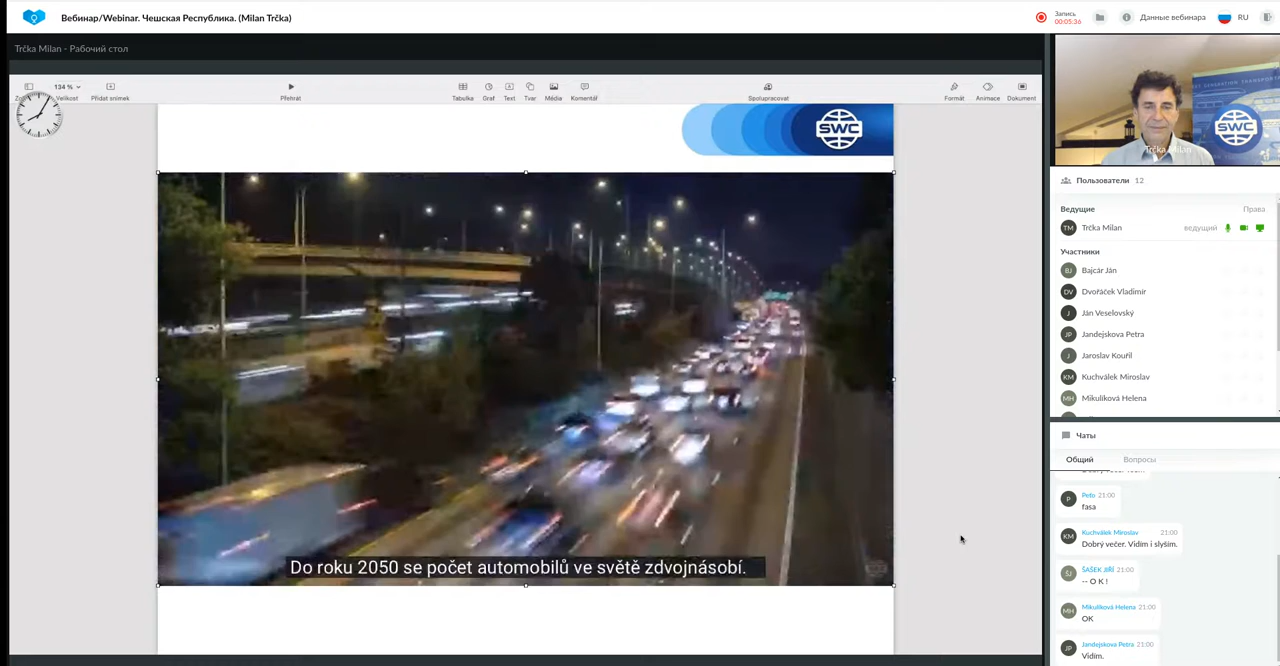 Вебинар/Webinar. Чешская Республика. (Milan Trčka)
Запись
00:05:36
Данные вебинара
RU
Trčka Milan - Рабочий стол
134 %
Velikost
Přidat snímek
Přehrát
Tabulka
Graf
Text
Tvar
Média
Komentář
Spolupracovat
Formát
Animace
Dokument
SWC
Do roku 2050 se počet automobilů ve světě zdvojnásobí.
SWC
Trčka Milan
Пользователи 12
Ведущие
Права
TM
Trčka Milan
ведущий
Участники
BJ
Bajcár Ján
DV
Dvořáček Vladimír
J
Ján Veselovský
JP
Jandejskova Petra
J
Jaroslav Kouřil
KM
Kuchválek Miroslav
MH
Mikulíková Helena
Чаты
Общий
Вопросы
P
Peťo 21:00
fasa
KM
Kuchválek Miroslav 21:00
Dobrý večer. Vidím i slyším.
ŠJ
ŠAŠEK JIŘÍ 21:00
-- O K !
MH
Mikulíková Helena 21:00
OK
JP
Jandejskova Petra 21:00
Vidím.